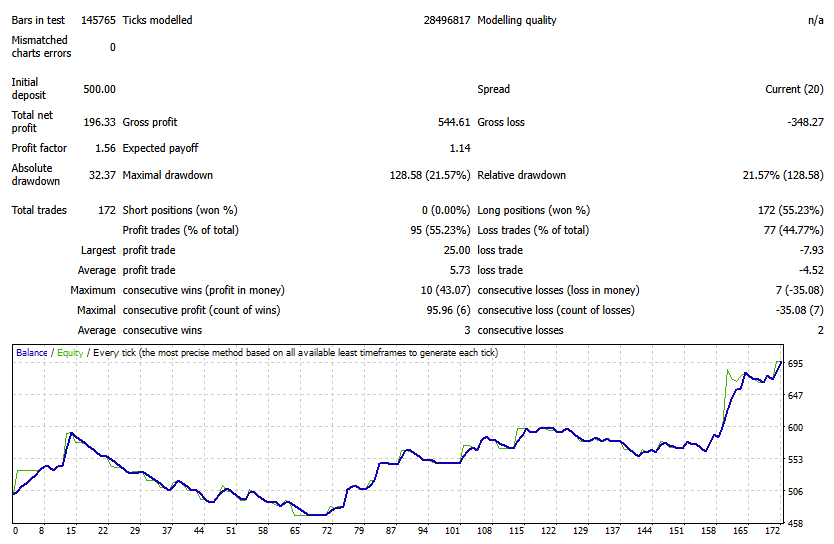 Bars in test 145765 Ticks modelled 28496817 Modelling quality n/a
Mismatched
charts errors 0
Initial
deposit 500.00 Spread Current (20)
Total net
profit 196.33 Gross profit 544.61 Gross loss -348.27
Profit factor 1.56 Expected payoff 1.14
Absolute
drawdown 32.37 Maximal drawdown 128.58 (21.57%) Relative drawdown 21.57% (128.58)
Total trades 172 Short positions (won %) 0 (0.00%) Long positions (won %) 172 (55.23%)
Profit trades (% of total) 95 (55.23%) Loss trades (% of total) 77 (44.77%)
Largest profit trade 25.00 loss trade -7.93
Average profit trade 5.73 loss trade -4.52
Maximum consecutive wins (profit in money) 10 (43.07) consecutive losses (loss in money) 7 (-35.08)
Maximal consecutive profit (count of wins) 95.96 (6) consecutive loss (count of losses) -35.08 (7)
Average consecutive wins 3 consecutive losses 2
Balance / Equity / Every tick (the most precise method based on all available least timeframes to generate each tick)
695
647
600
553
506
458
0 8 15 22 29 37 44 51 58 65 72 79 87 94 101 108 115 122 129 137 144 151 158 165 172